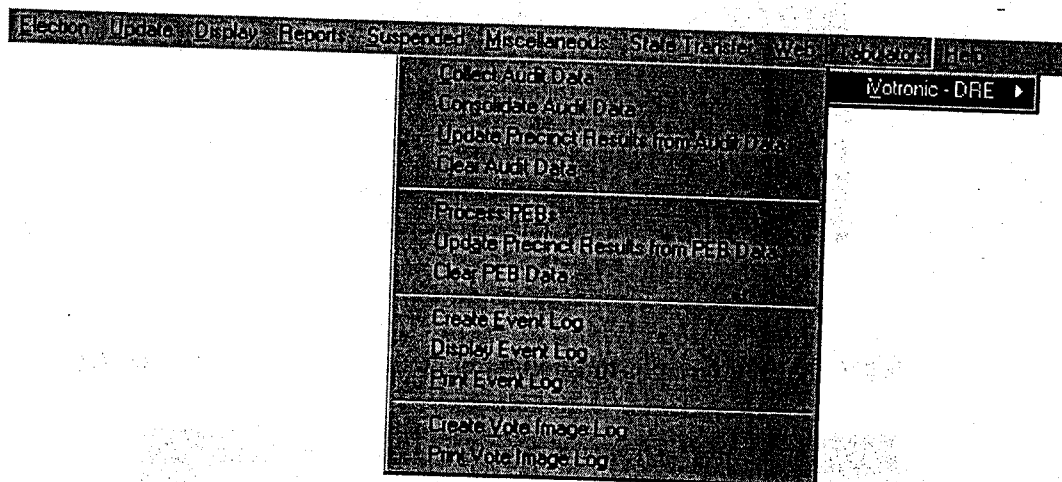 Election Update Display Reports Suspended Miscellaneous State Transfer Web Tabulators Help
Ivotronic - DRE
Collect Audit Data
Consolidate Audit Data
Update Precinct Results from Audit Data
Clear Audit Data
Process PEBs
Update Precinct Results from PEB Data
Clear PEB Data
Create Event Log
Display Event Log
Print Event Log
Create Vote Image Log
Print Vote Image Log